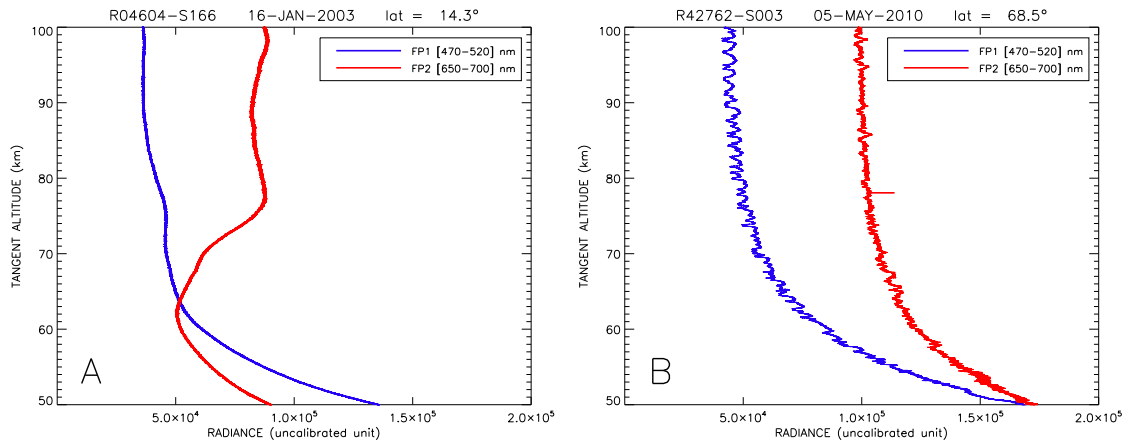 R04604-S166 16-JAN-2003 lat = 14.3°
100
90
80
70
60
50
TANGENT ALTITUDE (km)
FP1 [470-520] nm
FP2 [650-700] nm
A
5.0×10⁴ 1.0×10⁵ 1.5×10⁵ 2.0×10⁵
RADIANCE (uncalibrated unit)
R42762-S003 05-MAY-2010 lat = 68.5°
100
90
80
70
60
50
TANGENT ALTITUDE (km)
FP1 [470-520] nm
FP2 [650-700] nm
B
5.0×10⁴ 1.0×10⁵ 1.5×10⁵ 2.0×10⁵
RADIANCE (uncalibrated unit)